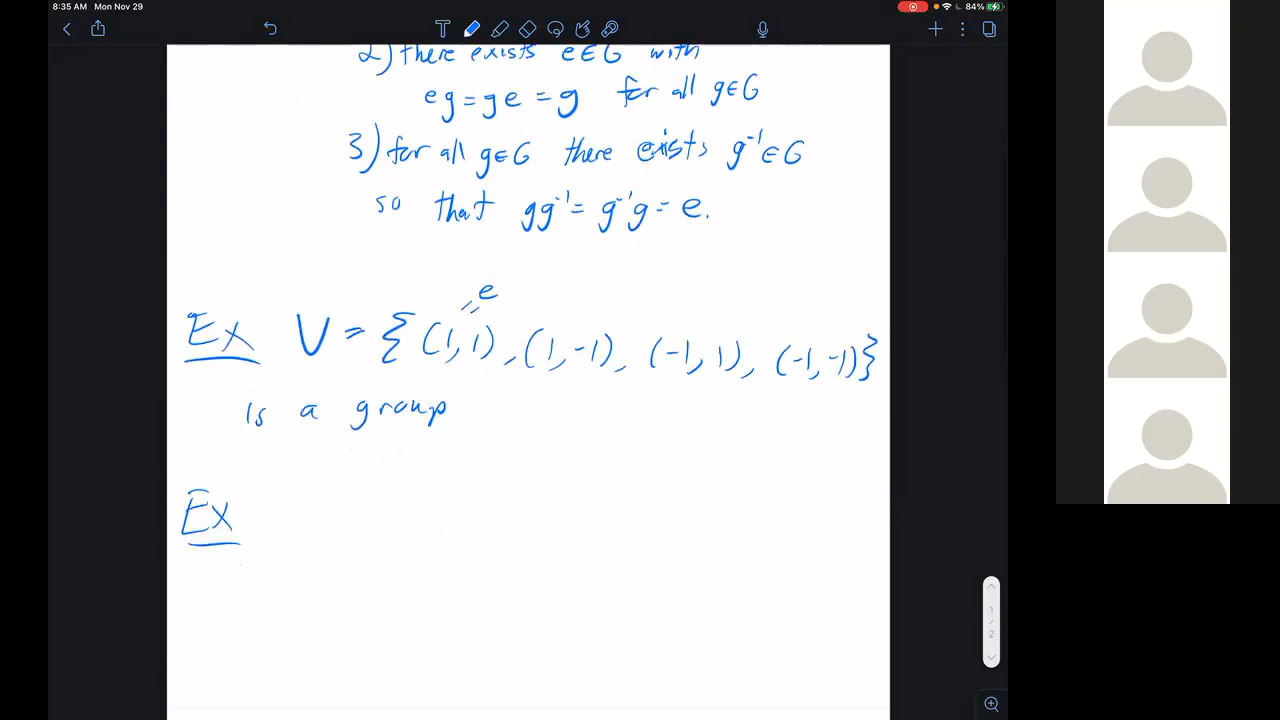 8:35 AM Mon Nov 29
84%
T
2) there exists e∈G with
eg = ge = g for all g∈G
3) for all g∈G there exists g⁻¹∈G
so that gg⁻¹ = g⁻¹g = e.
e
Ex V = {(1,1), (1,-1), (-1,1), (-1,-1)}
is a group
Ex
1
/
2